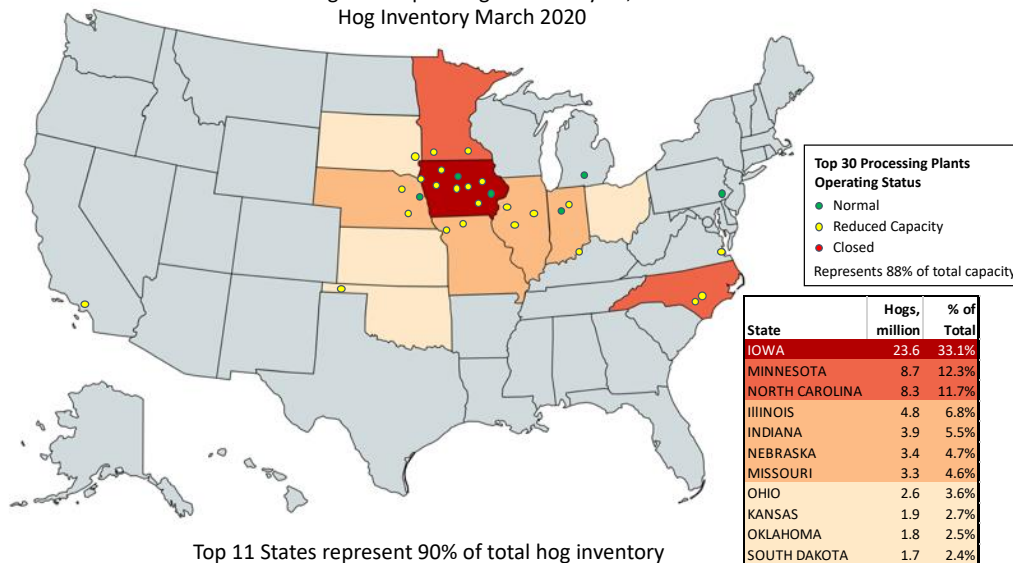 Hog Inventory March 2020
Top 30 Processing Plants
Operating Status
Normal
Reduced Capacity
Closed
Represents 88% of total capacity
State Hogs, million % of Total
IOWA 23.6 33.1%
MINNESOTA 8.7 12.3%
NORTH CAROLINA 8.3 11.7%
IllINOIS 4.8 6.8%
INDIANA 3.9 5.5%
NEBRASKA 3.4 4.7%
MISSOURI 3.3 4.6%
OHIO 2.6 3.6%
KANSAS 1.9 2.7%
OKLAHOMA 1.8 2.5%
SOUTH DAKOTA 1.7 2.4%
Top 11 States represent 90% of total hog inventory